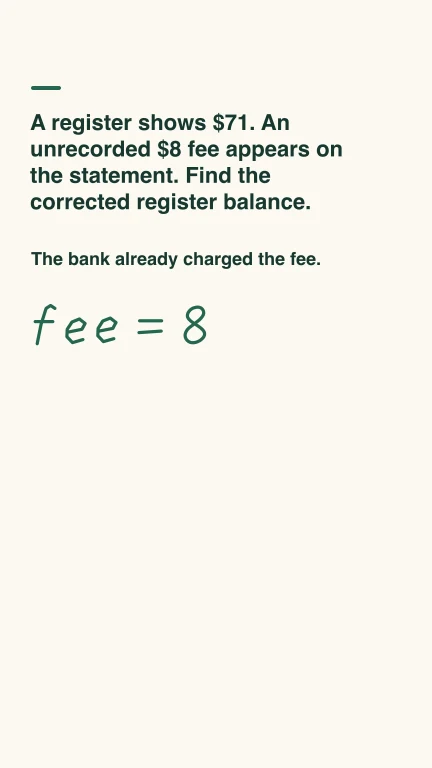 A register shows $71. An
unrecorded $8 fee appears on
the statement. Find the
corrected register balance.
The bank already charged the fee.
fee = 8